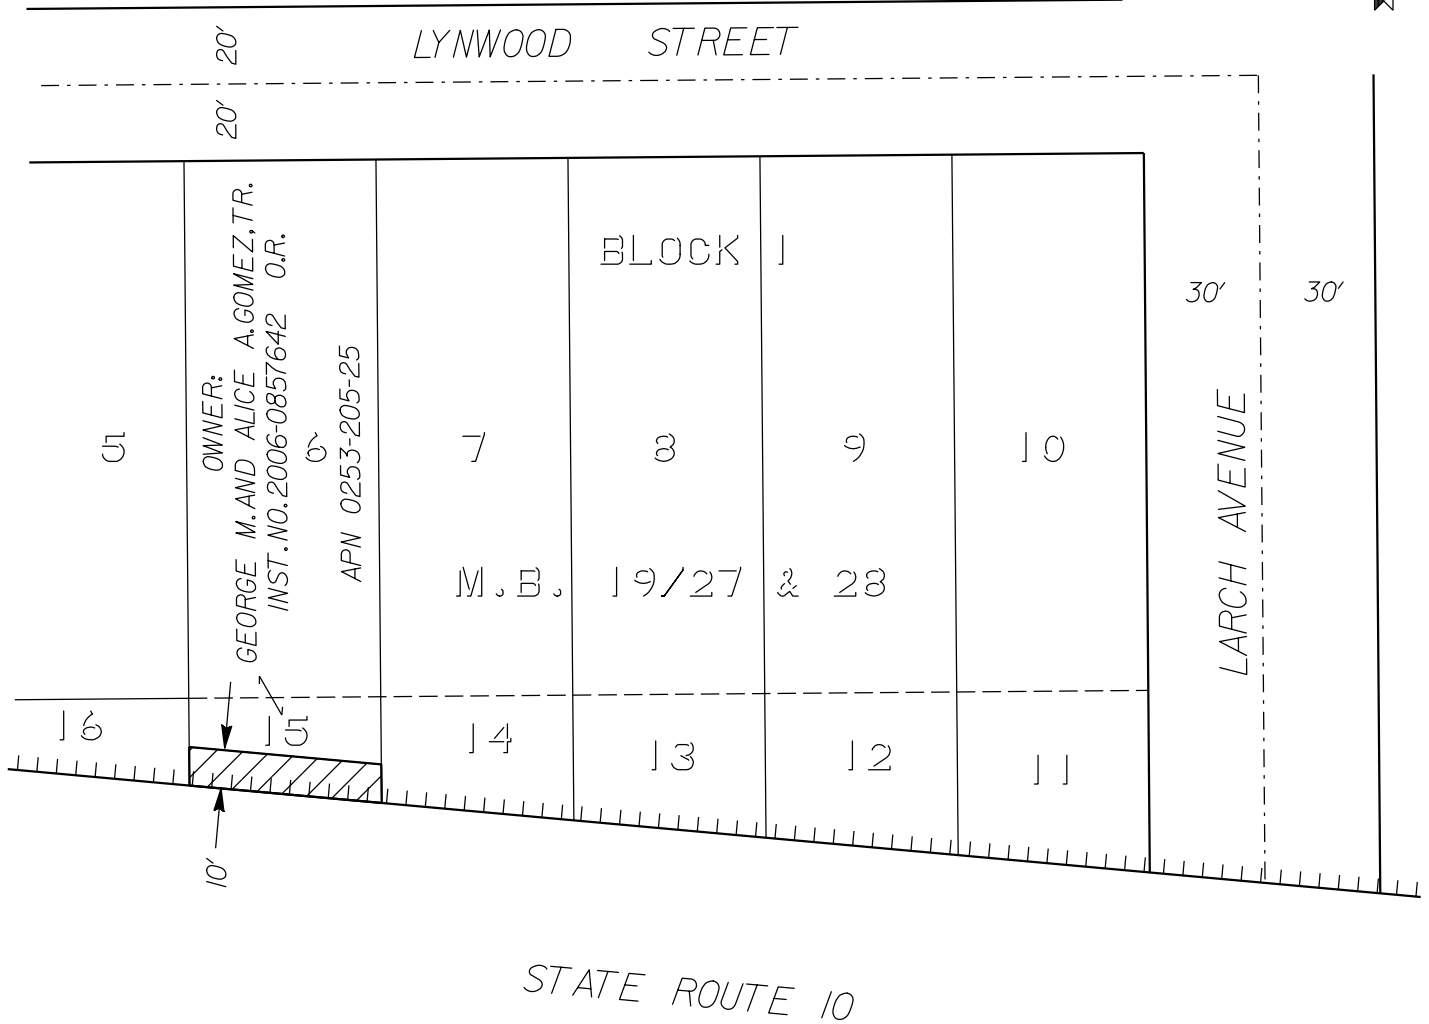 20'
LYNWOOD STREET
20'
BLOCK 1
30'
30'
OWNER:
GEORGE M. AND ALICE A. GOMEZ, TR.
INST. NO. 2006-0857642 O.R.
APN 0253-205-25
5
6
7
8
9
10
LARCH AVENUE
M.B. 19/27 & 28
16
15
14
13
12
11
10'
STATE ROUTE 10